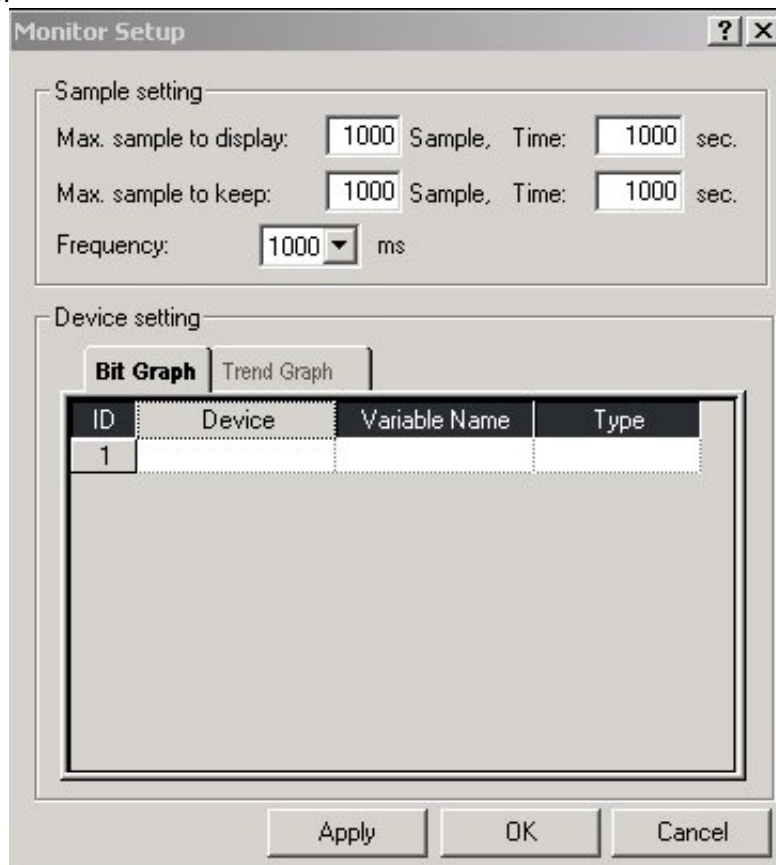 Monitor Setup ? X
Sample setting
Max. sample to display: 1000 Sample, Time: 1000 sec.
Max. sample to keep: 1000 Sample, Time: 1000 sec.
Frequency: 1000 ms
Device setting
Bit Graph Trend Graph
ID Device Variable Name Type
1
Apply OK Cancel